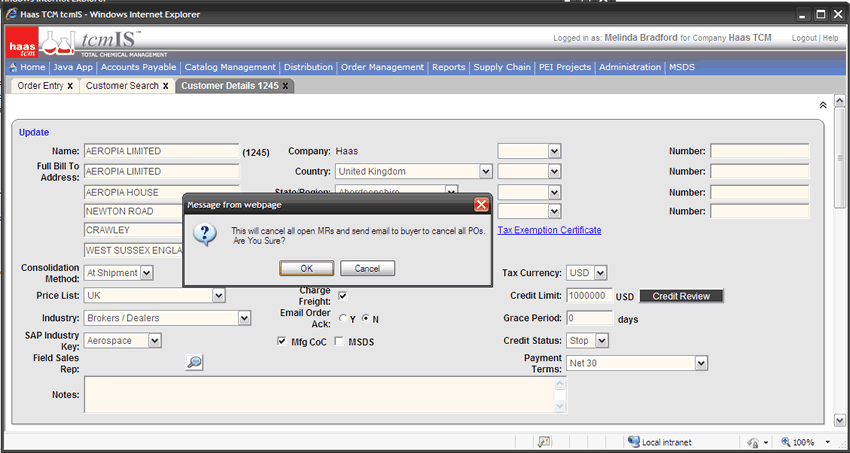 Haas TCM tcmIS - Windows Internet Explorer
haas tcm
tcmIS™
TOTAL CHEMICAL MANAGEMENT
Logged in as: Melinda Bradford for Company Haas TCM Logout | Help
Home | Java App | Accounts Payable | Catalog Management | Distribution | Order Management | Reports | Supply Chain | PEI Projects | Administration | MSDS
Order Entry x Customer Search x Customer Details 1245 x
Update
Name: AEROPIA LIMITED (1245) Company: Haas Number:
Full Bill To Address: AEROPIA LIMITED Country: United Kingdom Number:
AEROPIA HOUSE State/Region: Aberdeenshire Number:
NEWTON ROAD Number:
CRAWLEY Tax Exemption Certificate
WEST SUSSEX ENGLA
Message from webpage
This will cancel all open MRs and send email to buyer to cancel all POs.
Are You Sure?
OK Cancel
Consolidation Method: At Shipment Tax Currency: USD
Price List: UK Charge Freight: Credit Limit: 1000000 USD Credit Review
Industry: Brokers / Dealers Email Order Ack: Y N Grace Period: 0 days
SAP Industry Key: Aerospace Mfg CoC MSDS Credit Status: Stop
Field Sales Rep: Payment Terms: Net 30
Notes:
Local intranet 100%